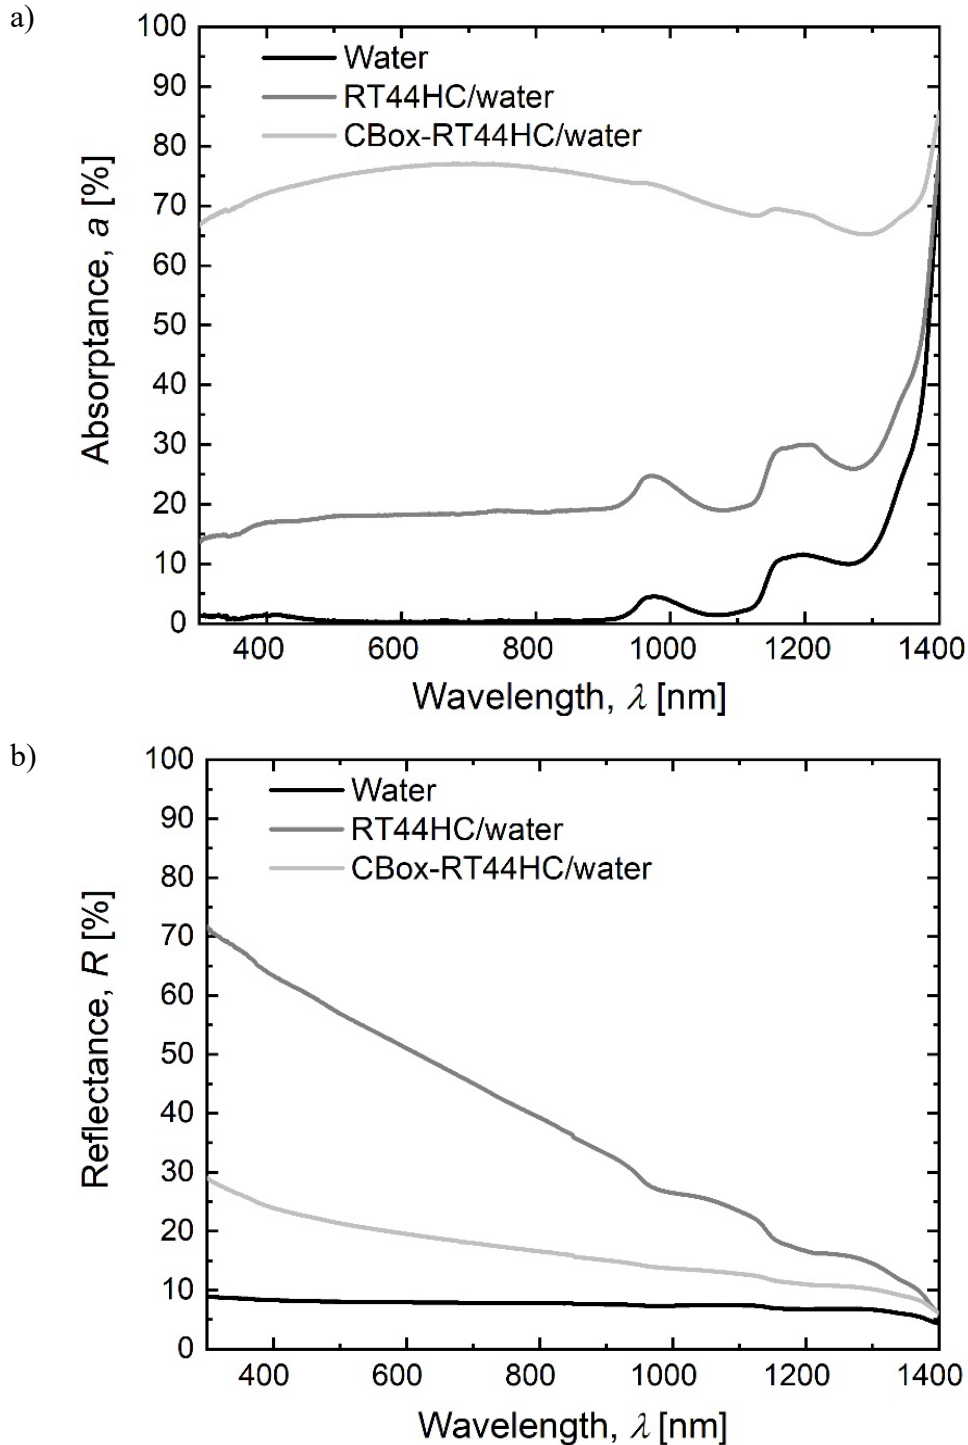 a)
100
90
80
70
60
50
40
30
20
10
0
Absorptance, a [%]
Water
RT44HC/water
CBox-RT44HC/water
400 600 800 1000 1200 1400
Wavelength, λ [nm]
b)
100
90
80
70
60
50
40
30
20
10
0
Reflectance, R [%]
Water
RT44HC/water
CBox-RT44HC/water
400 600 800 1000 1200 1400
Wavelength, λ [nm]